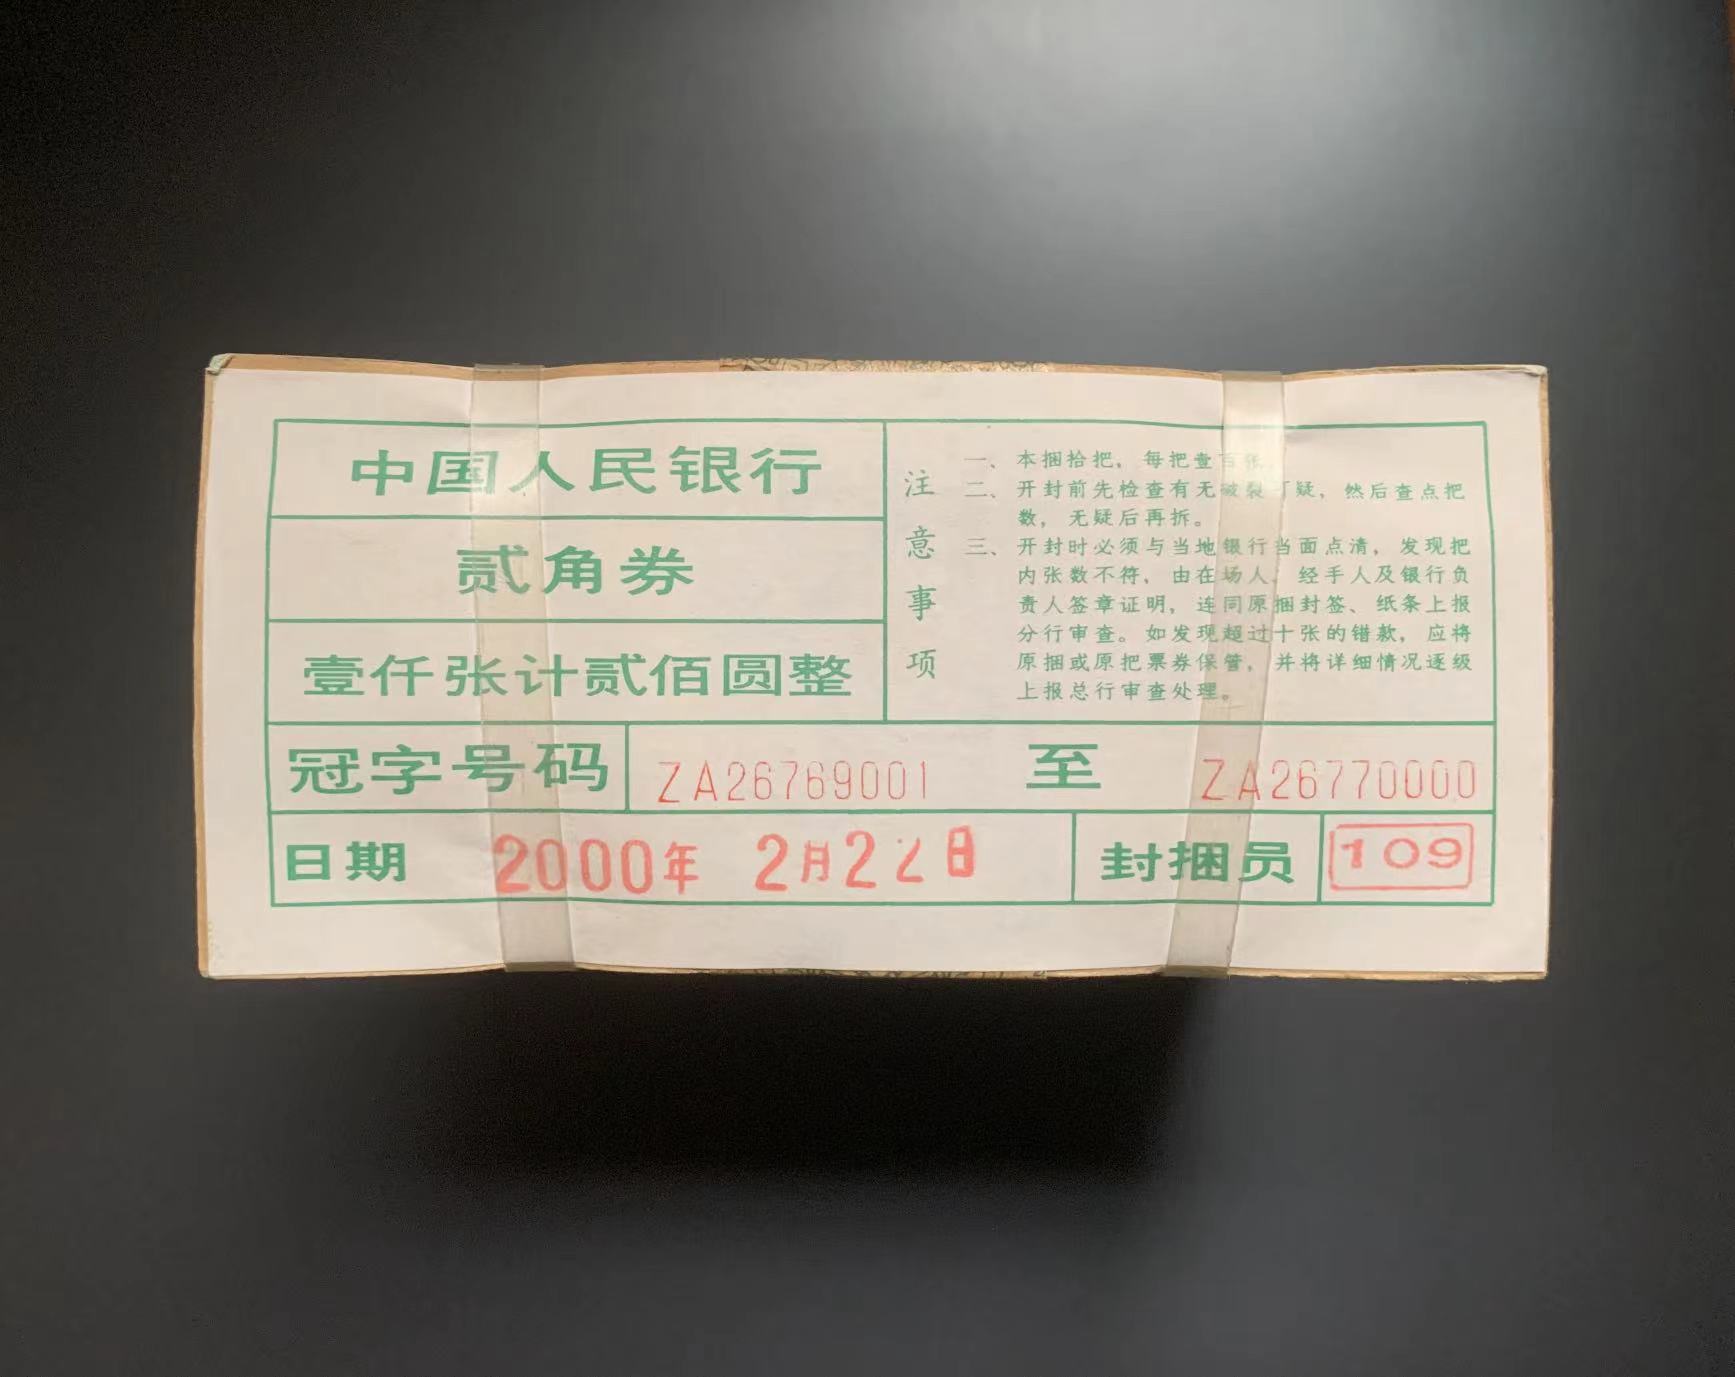 中国人民银行
贰角券
壹仟张计贰佰圆整
注意事项
一、本捆拾把，每把壹百张
二、开封前先检查有无破裂可疑，然后查点把
数，无疑后再拆。
三、开封时必须与当地银行当面点清，发现把
内张数不符，由在场人、经手人及银行负
责人签章证明，连同原捆封签、纸条上报
分行审查。如发现超过十张的错款，应将
原捆或原把票券保管，并将详细情况逐级
上报总行审查处理。
冠字号码 ZA26769001 至 ZA26770000
日期 2000年 2月22日 封捆员 109